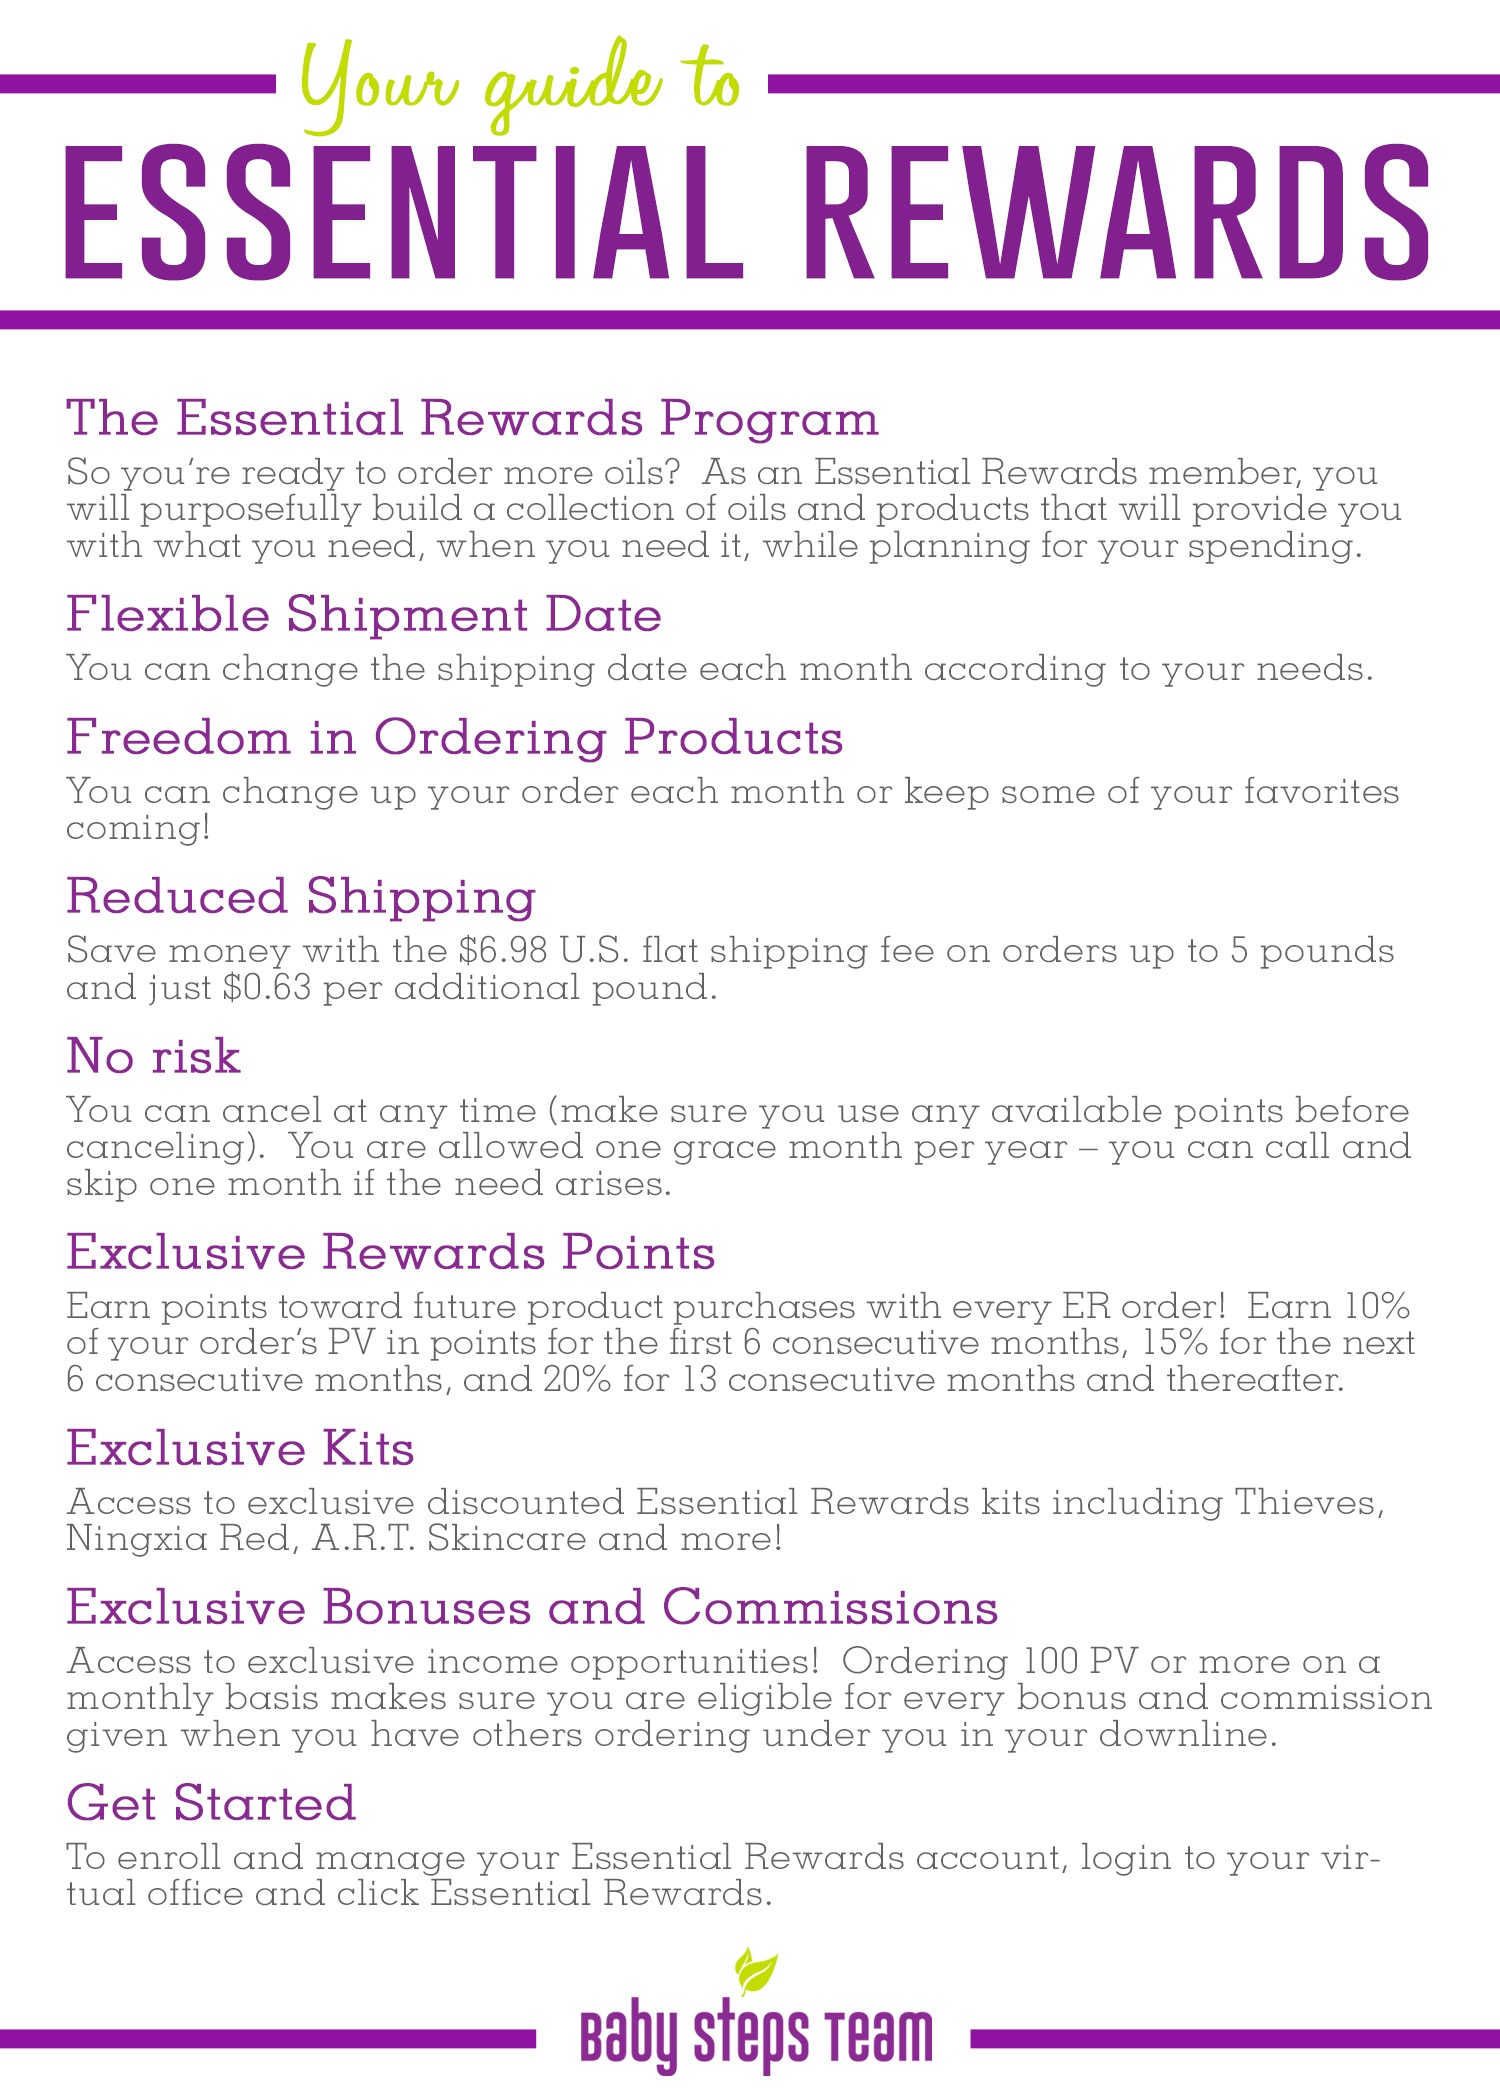 Your guide to
ESSENTIAL REWARDS
The Essential Rewards Program
So you're ready to order more oils?  As an Essential Rewards member, you
will purposefully build a collection of oils and products that will provide you
with what you need, when you need it, while planning for your spending.
Flexible Shipment Date
You can change the shipping date each month according to your needs.
Freedom in Ordering Products
You can change up your order each month or keep some of your favorites
coming!
Reduced Shipping
Save money with the $6.98 U.S. flat shipping fee on orders up to 5 pounds
and just $0.63 per additional pound.
No risk
You can ancel at any time (make sure you use any available points before
canceling).  You are allowed one grace month per year – you can call and
skip one month if the need arises.
Exclusive Rewards Points
Earn points toward future product purchases with every ER order!  Earn 10%
of your order's PV in points for the first 6 consecutive months, 15% for the next
6 consecutive months, and 20% for 13 consecutive months and thereafter.
Exclusive Kits
Access to exclusive discounted Essential Rewards kits including Thieves,
Ningxia Red, A.R.T. Skincare and more!
Exclusive Bonuses and Commissions
Access to exclusive income opportunities!  Ordering 100 PV or more on a
monthly basis makes sure you are eligible for every bonus and commission
given when you have others ordering under you in your downline.
Get Started
To enroll and manage your Essential Rewards account, login to your vir-
tual office and click Essential Rewards.
Baby Steps Team